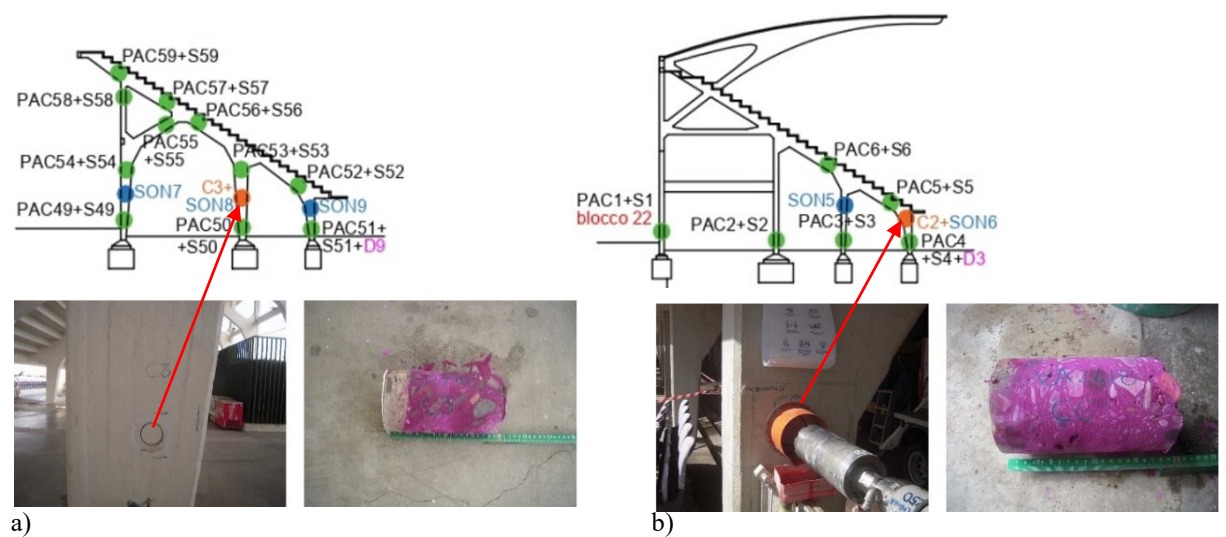 PAC59+S59
PAC57+S57
PAC58+S58
PAC56+S56
PAC55
+S55
PAC53+S53
PAC54+S54
PAC52+S52
SON7
C3+
SON8
SON9
PAC49+S49
PAC50
+S50
PAC51+
S51+D9
PAC6+S6
PAC1+S1
blocco 22
SON5
PAC5+S5
PAC2+S2
PAC3+S3
C2+SON6
PAC4
+S4+D3
C3
a)
b)